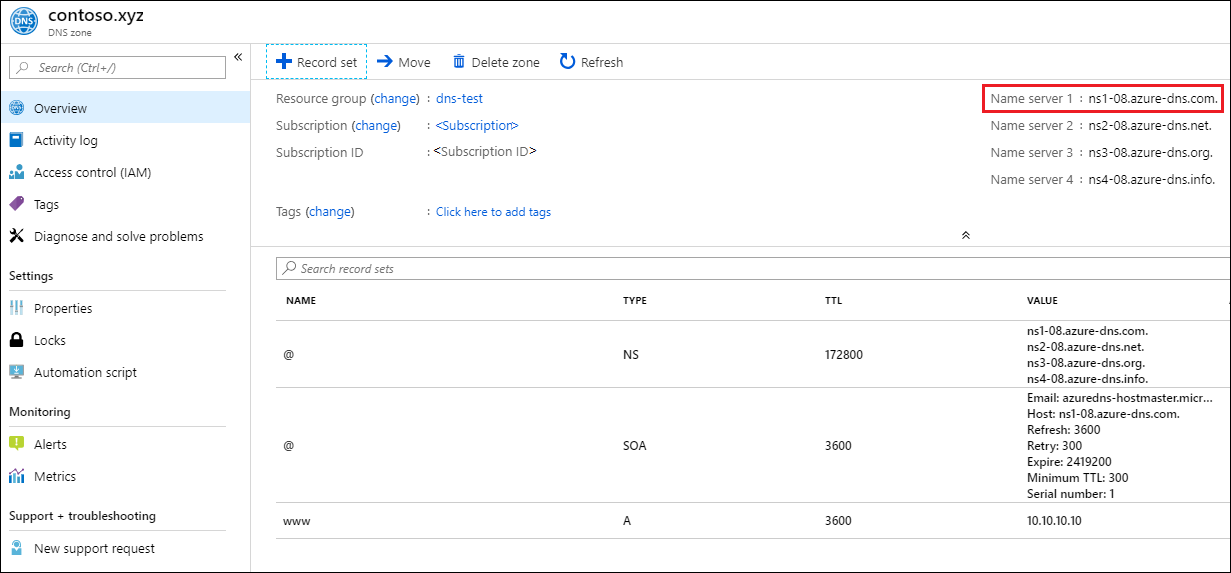 DNS
contoso.xyz
DNS zone
Search (Ctrl+/)
«
Overview
Activity log
Access control (IAM)
Tags
Diagnose and solve problems
Settings
Properties
Locks
Automation script
Monitoring
Alerts
Metrics
Support + troubleshooting
New support request
Record set Move Delete zone Refresh
Resource group (change) : dns-test
Subscription (change) : <Subscription>
Subscription ID : <Subscription ID>
Tags (change) : Click here to add tags
Name server 1 : ns1-08.azure-dns.com.
Name server 2 : ns2-08.azure-dns.net.
Name server 3 : ns3-08.azure-dns.org.
Name server 4 : ns4-08.azure-dns.info.
Search record sets
NAME TYPE TTL VALUE
@ NS 172800
ns1-08.azure-dns.com.
ns2-08.azure-dns.net.
ns3-08.azure-dns.org.
ns4-08.azure-dns.info.
@ SOA 3600
Email: azuredns-hostmaster.micr...
Host: ns1-08.azure-dns.com.
Refresh: 3600
Retry: 300
Expire: 2419200
Minimum TTL: 300
Serial number: 1
www A 3600 10.10.10.10